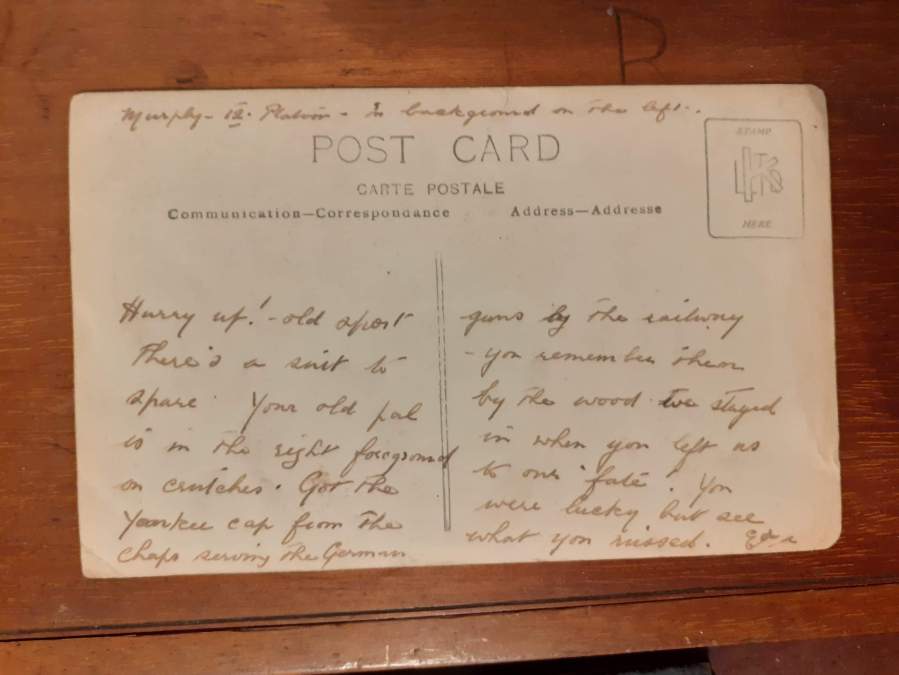 Murphy - 12. Platoon - In background on the left.
POST CARD
CARTE POSTALE
Communication—Correspondance
Address—Addresse
STAMP
HERE
Hurry up! - old sport
There's a suit to
spare. Your old pal
is in the right foreground
on crutches. Got the
Yankee cap from the
chaps serving the German
guns by the railway
- you remember them
by the wood we stayed
in when you left us
to our "fate". You
were lucky but see
what you missed.